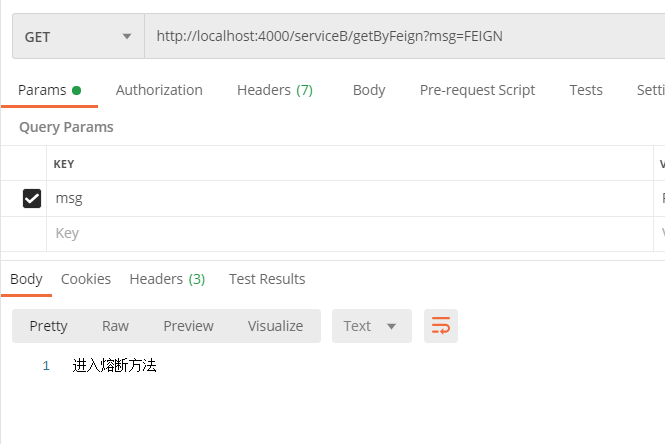 GET http://localhost:4000/serviceB/getByFeign?msg=FEIGN
Params Authorization Headers (7) Body Pre-request Script Tests Setti
Query Params
KEY V
msg
Key
Body Cookies Headers (3) Test Results
Pretty Raw Preview Visualize Text
1 进入熔断方法